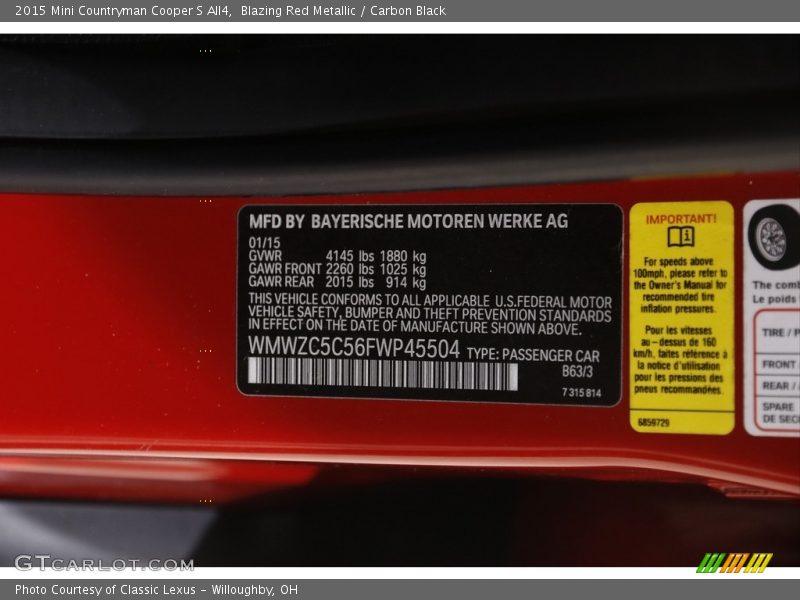 2015 Mini Countryman Cooper S All4,  Blazing Red Metallic / Carbon Black
MFD BY BAYERISCHE MOTOREN WERKE AG
01/15
GVWR 4145 lbs 1880 kg
GAWR FRONT 2260 lbs 1025 kg
GAWR REAR 2015 lbs 914 kg
THIS VEHICLE CONFORMS TO ALL APPLICABLE U.S.FEDERAL MOTOR
VEHICLE SAFETY, BUMPER AND THEFT PREVENTION STANDARDS
IN EFFECT ON THE DATE OF MANUFACTURE SHOWN ABOVE.
WMWZC5C56FWP45504 TYPE: PASSENGER CAR
B63/3
7 315 814
IMPORTANT!
For speeds above
100mph, please refer to
the Owner's Manual for
recommended tire
inflation pressures.
Pour les vitesses
au-dessus de 160
km/h, faites référence à
la notice d'utilisation
pour les pressions des
pneus recommandées.
6859729
The comb
Le poids
TIRE / P
FRONT
REAR /
SPARE
DE SEC
GTCARLOT.COM
Photo Courtesy of Classic Lexus - Willoughby, OH